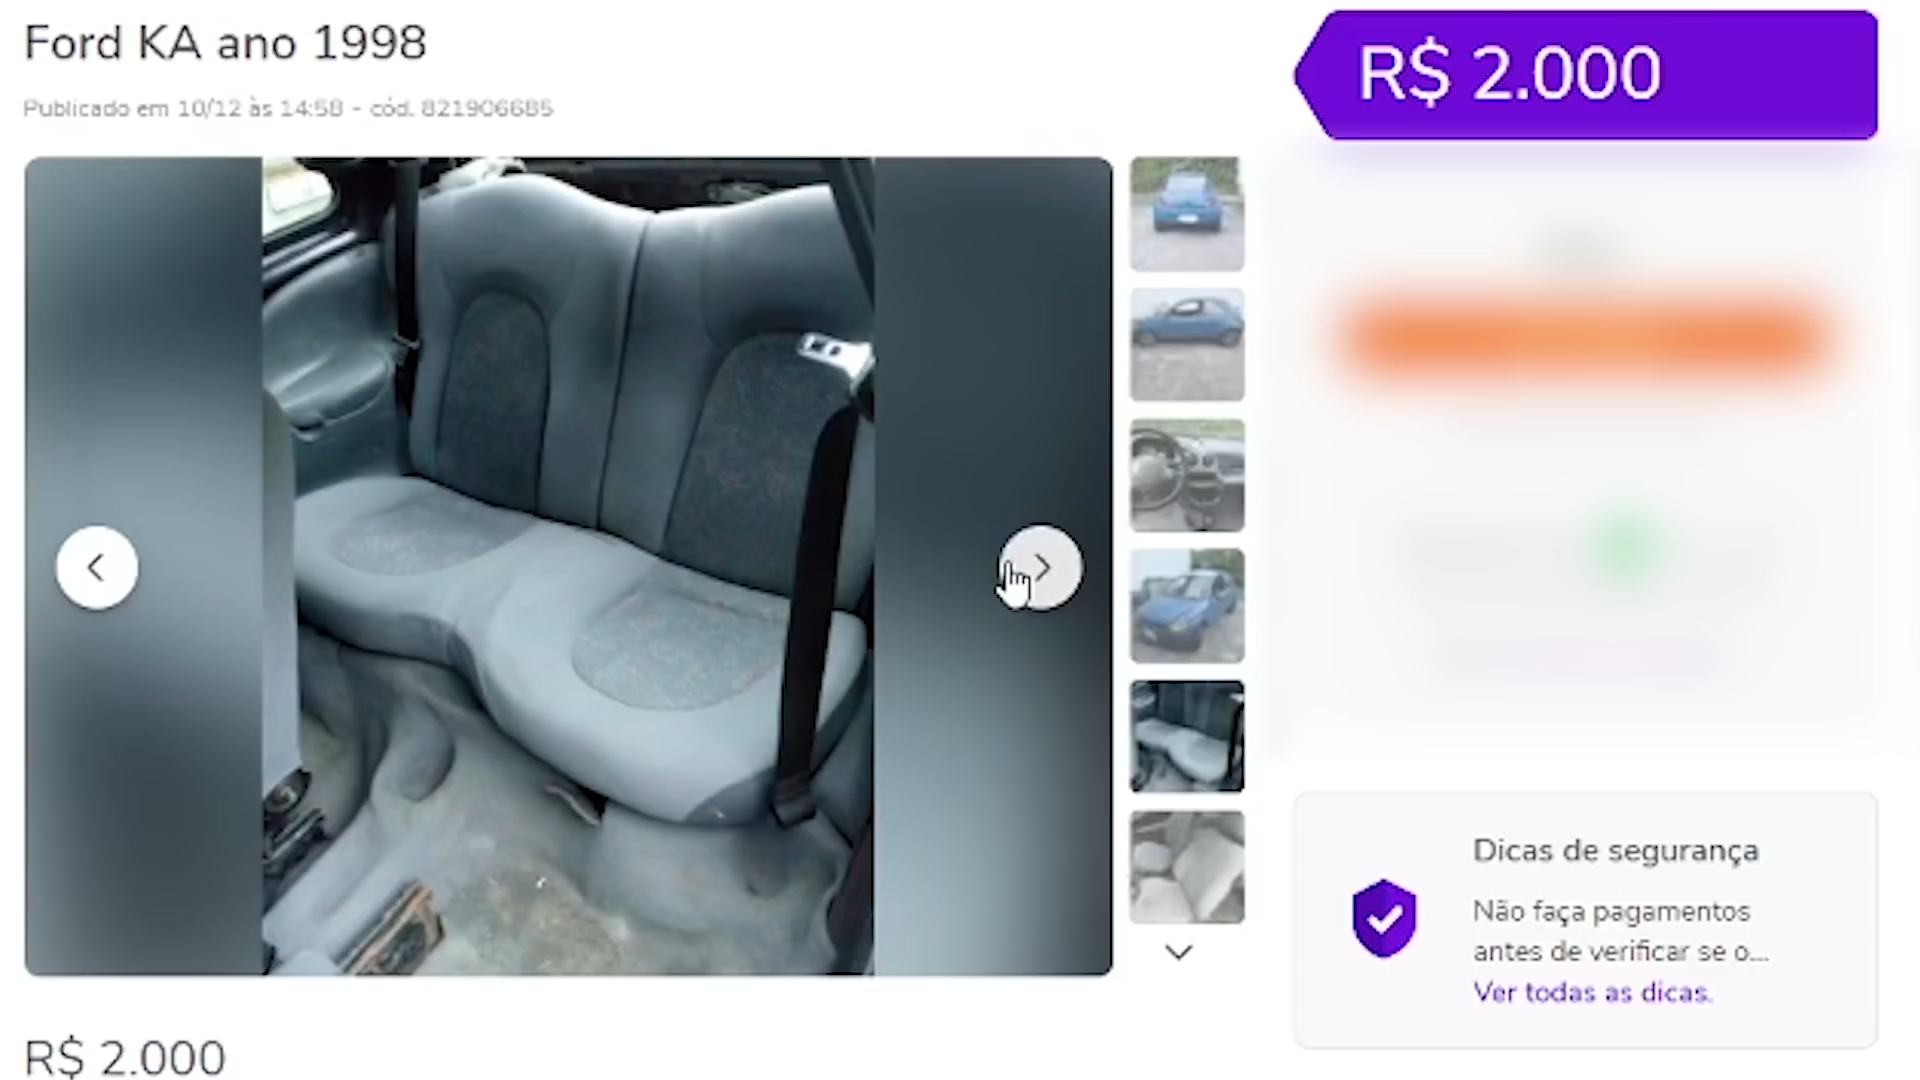 Ford KA ano 1998
Publicado em 10/12 às 14:58 - cód. 821906685
R$ 2.000
Dicas de segurança
Não faça pagamentos
antes de verificar se o...
Ver todas as dicas.
R$ 2.000